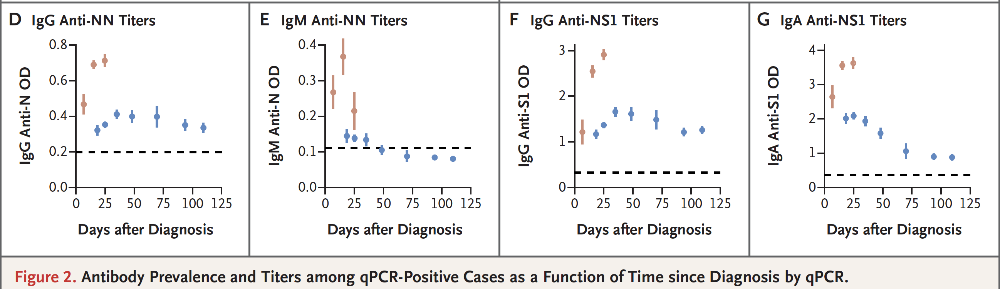 D IgG Anti-NN Titers
IgG Anti-N OD
0.8
0.6
0.4
0.2
0.0
0 25 50 75 100 125
Days after Diagnosis
E IgM Anti-NN Titers
IgM Anti-N OD
0.4
0.3
0.2
0.1
0.0
0 25 50 75 100 125
Days after Diagnosis
F IgG Anti-NS1 Titers
IgG Anti-S1 OD
3
2
1
0
0 25 50 75 100 125
Days after Diagnosis
G IgA Anti-NS1 Titers
IgA Anti-S1 OD
4
3
2
1
0
0 25 50 75 100 125
Days after Diagnosis
Figure 2. Antibody Prevalence and Titers among qPCR-Positive Cases as a Function of Time since Diagnosis by qPCR.